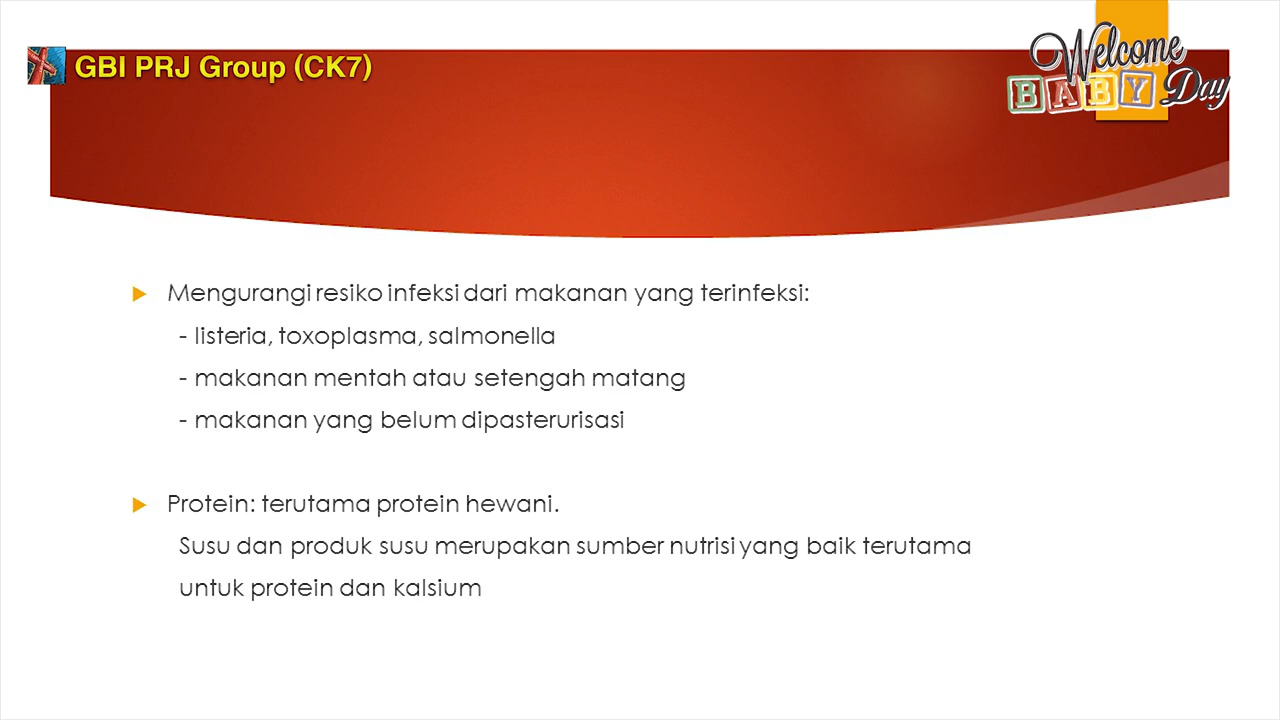 GBI PRJ Group (CK7)
Welcome
BABY Day
Mengurangi resiko infeksi dari makanan yang terinfeksi:
- listeria, toxoplasma, salmonella
- makanan mentah atau setengah matang
- makanan yang belum dipasterurisasi
Protein: terutama protein hewani.
Susu dan produk susu merupakan sumber nutrisi yang baik terutama
untuk protein dan kalsium